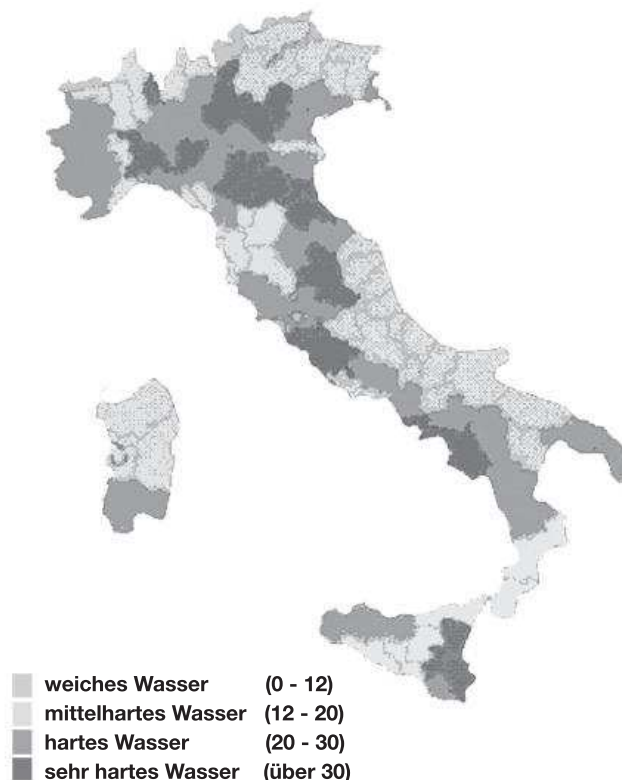 weiches Wasser (0 - 12)
mittelhartes Wasser (12 - 20)
hartes Wasser (20 - 30)
sehr hartes Wasser (über 30)